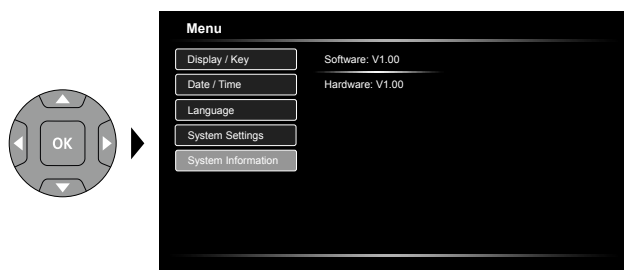 Menu
Display / Key
Software: V1.00
Date / Time
Hardware: V1.00
Language
OK
System Settings
System Information